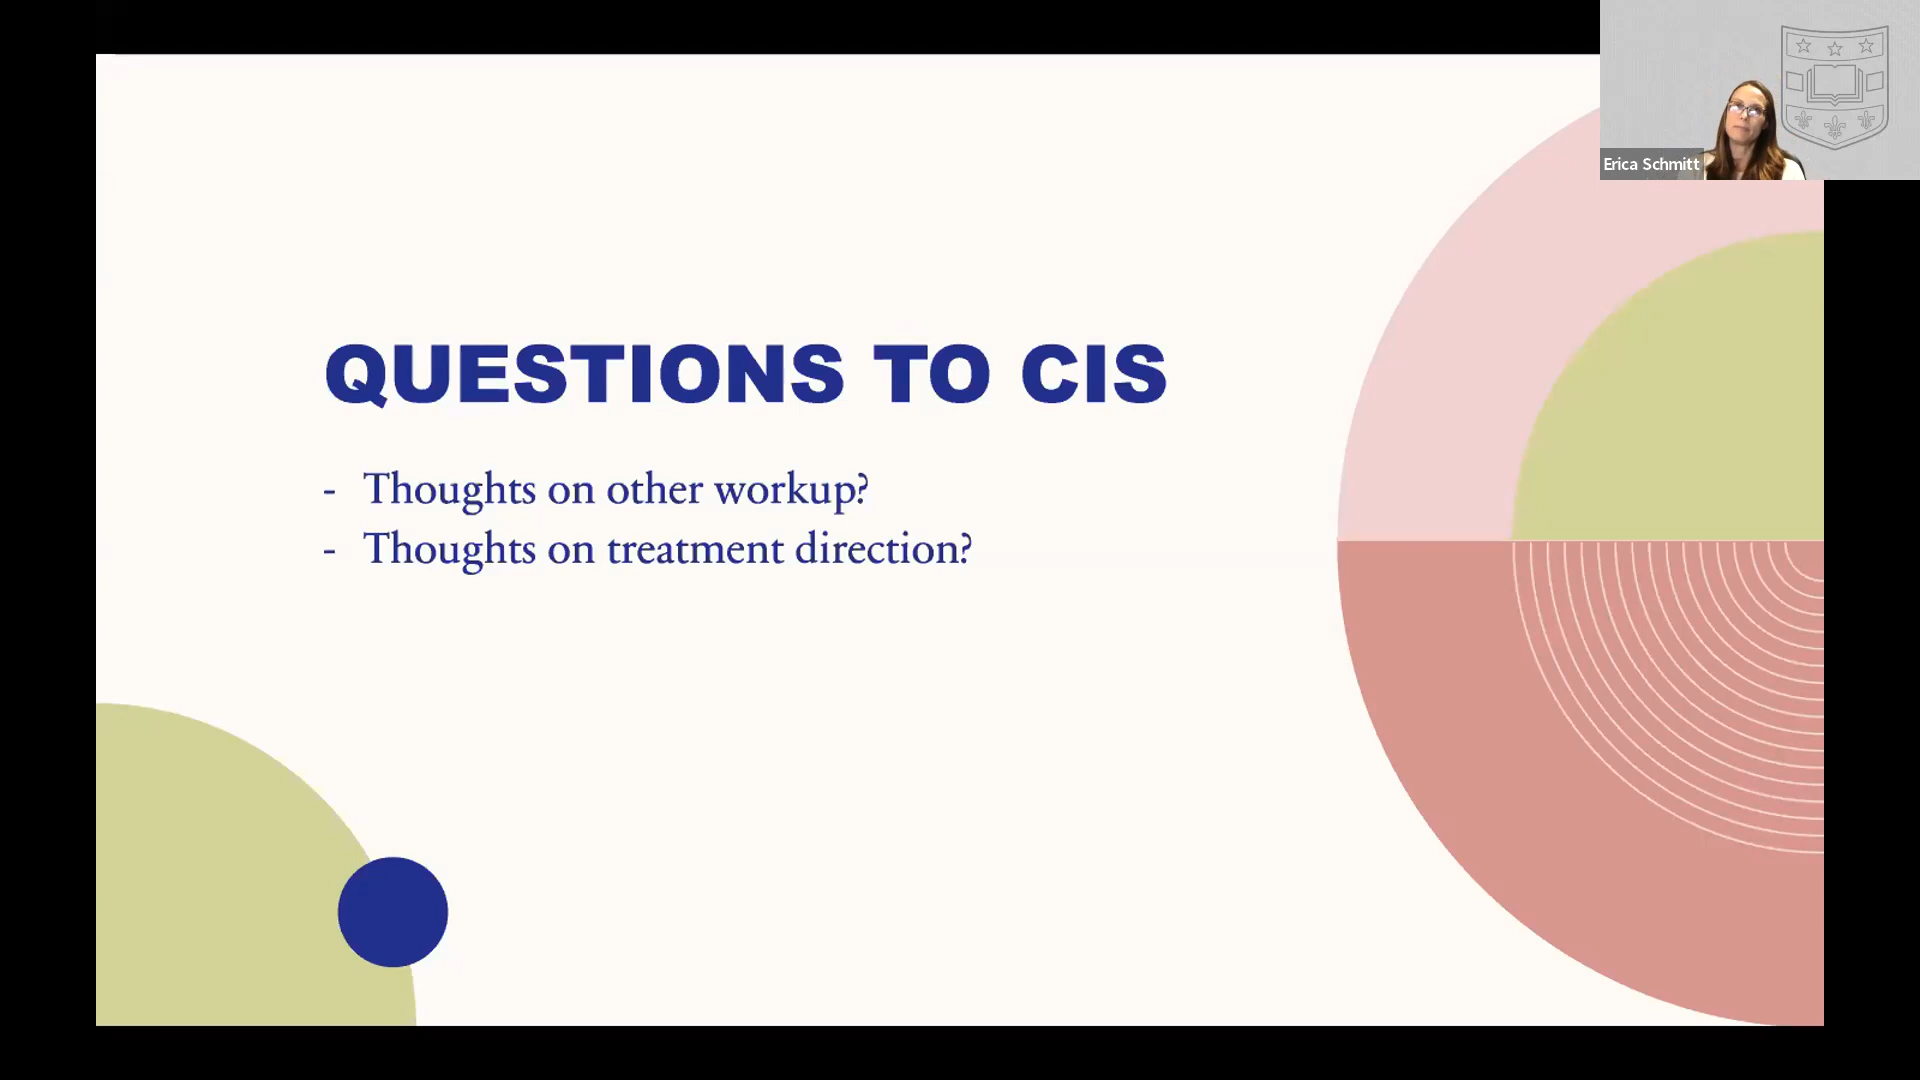 Erica Schmitt
QUESTIONS TO CIS
- Thoughts on other workup?
- Thoughts on treatment direction?